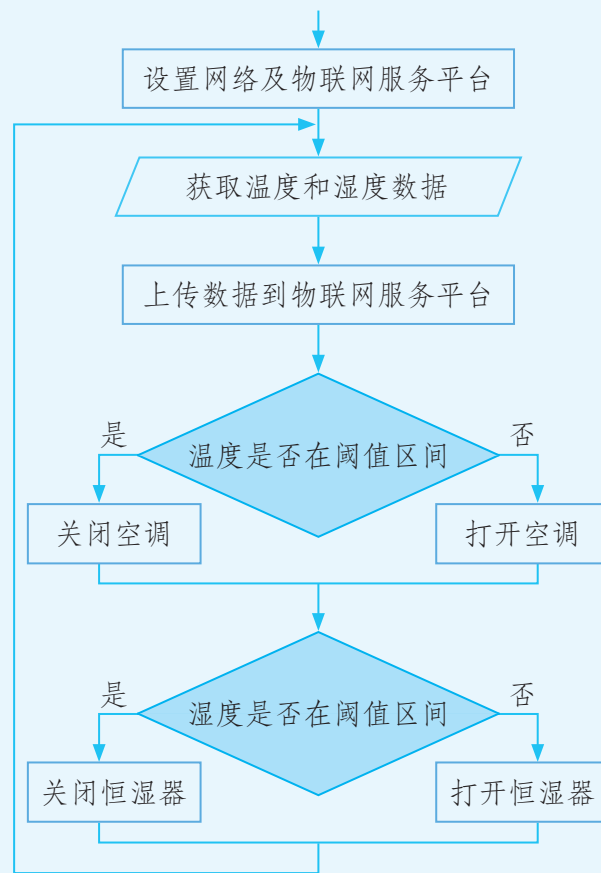 设置网络及物联网服务平台
获取温度和湿度数据
上传数据到物联网服务平台
是
否
温度是否在阈值区间
关闭空调
打开空调
是
否
湿度是否在阈值区间
关闭恒湿器
打开恒湿器